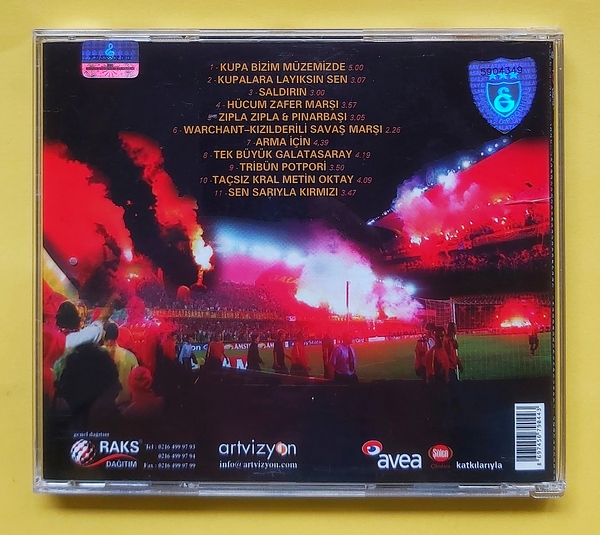 1 - KUPA BİZİM MÜZEMİZDE 5.00
2 - KUPALARA LAYIKSIN SEN 3.07
3 - SALDIRIN 3.00
4 - HÜCUM ZAFER MARŞI 3.57
5 - ZIPLA ZIPLA & PINARBAŞI 3.05
6 - WARCHANT-KIZILDERİLİ SAVAŞ MARŞI 2.26
7 - ARMA İÇİN 4,39
8 - TEK BÜYÜK GALATASARAY 4.19
9 - TRİBÜN POTPORİ 3.50
10 - TAÇSIZ KRAL METİN OKTAY 4.09
11 - SEN SARIYLA KIRMIZI 3.47
5904349
genel dağıtım
RAKS
DAĞITIM
Tel : 0216 499 97 93
0216 499 97 94
Fax : 0216 499 97 99
artvizyon
info@artvizyon.com
avea
katkılarıyla
8 697556 790443